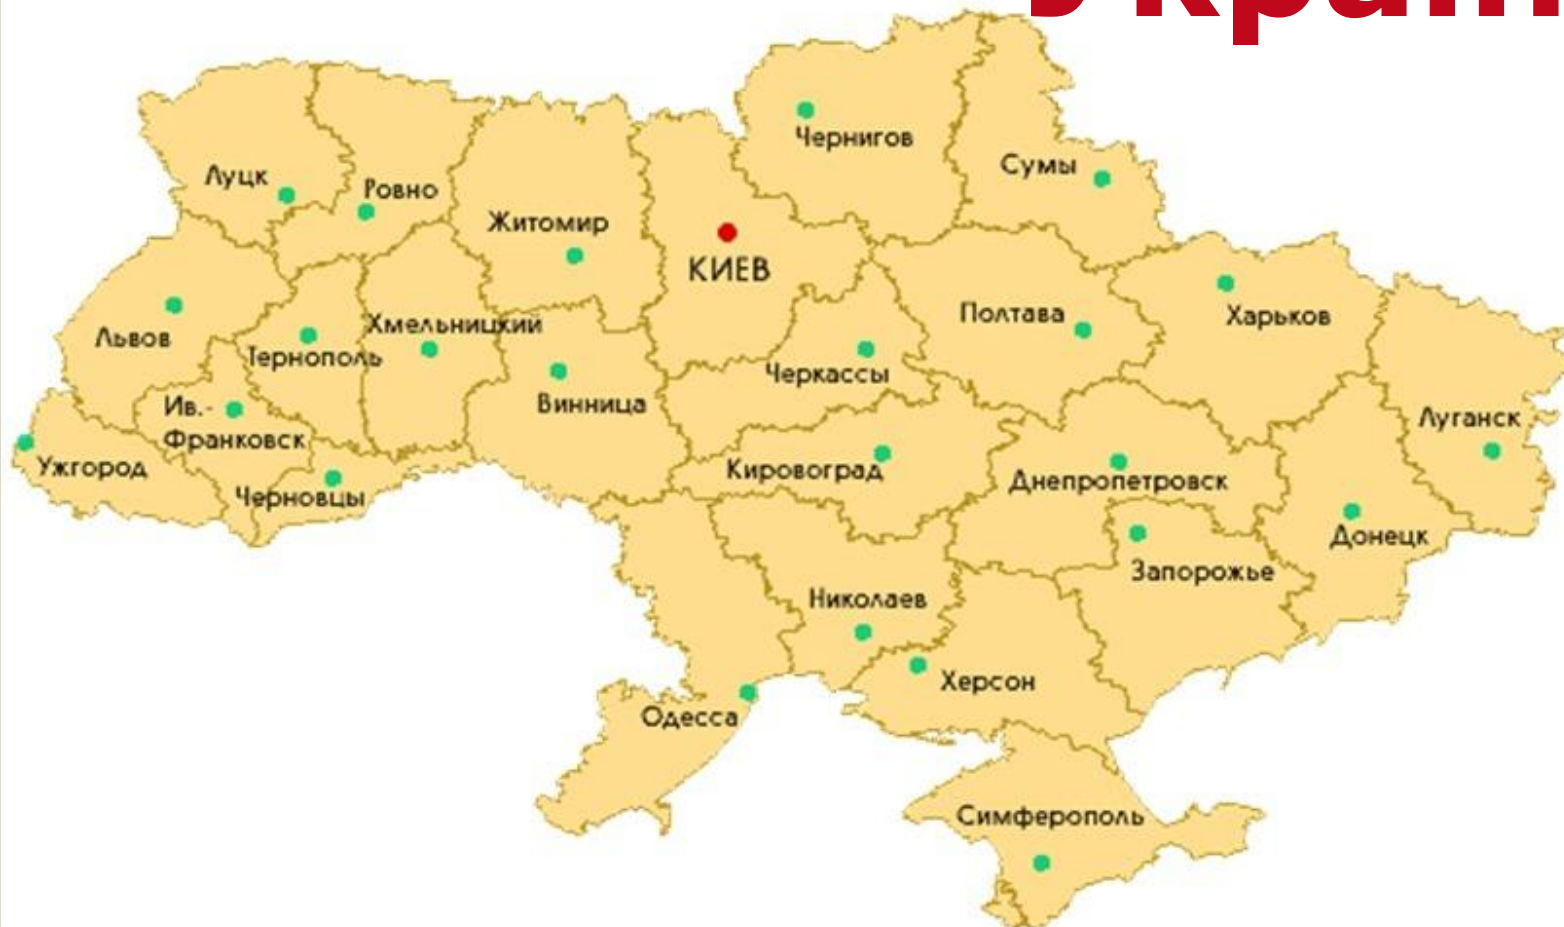 Чернигов
Сумы
Луцк
Ровно
Житомир
КИЕВ
Львов
Тернополь
Хмельницкий
Винница
Черкассы
Полтава
Харьков
Ив.-
Франковск
Ужгород
Черновцы
Кировоград
Днепропетровск
Луганск
Донецк
Запорожье
Николаев
Херсон
Одесса
Симферополь